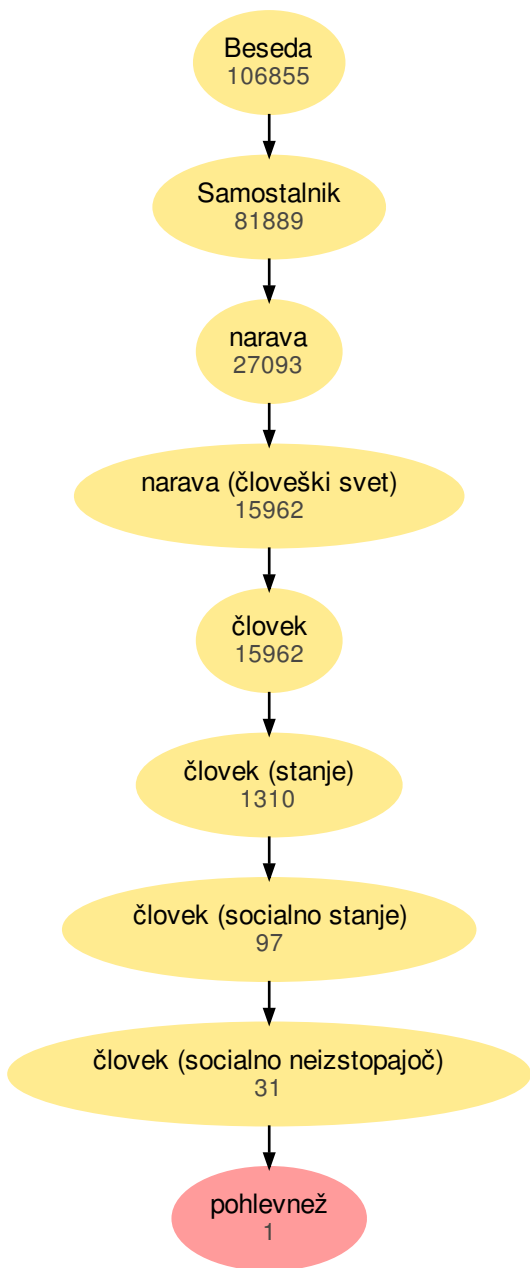 Beseda
106855
Samostalnik
81889
narava
27093
narava (človeški svet)
15962
človek
15962
človek (stanje)
1310
človek (socialno stanje)
97
človek (socialno neizstopajoč)
31
pohlevnež
1